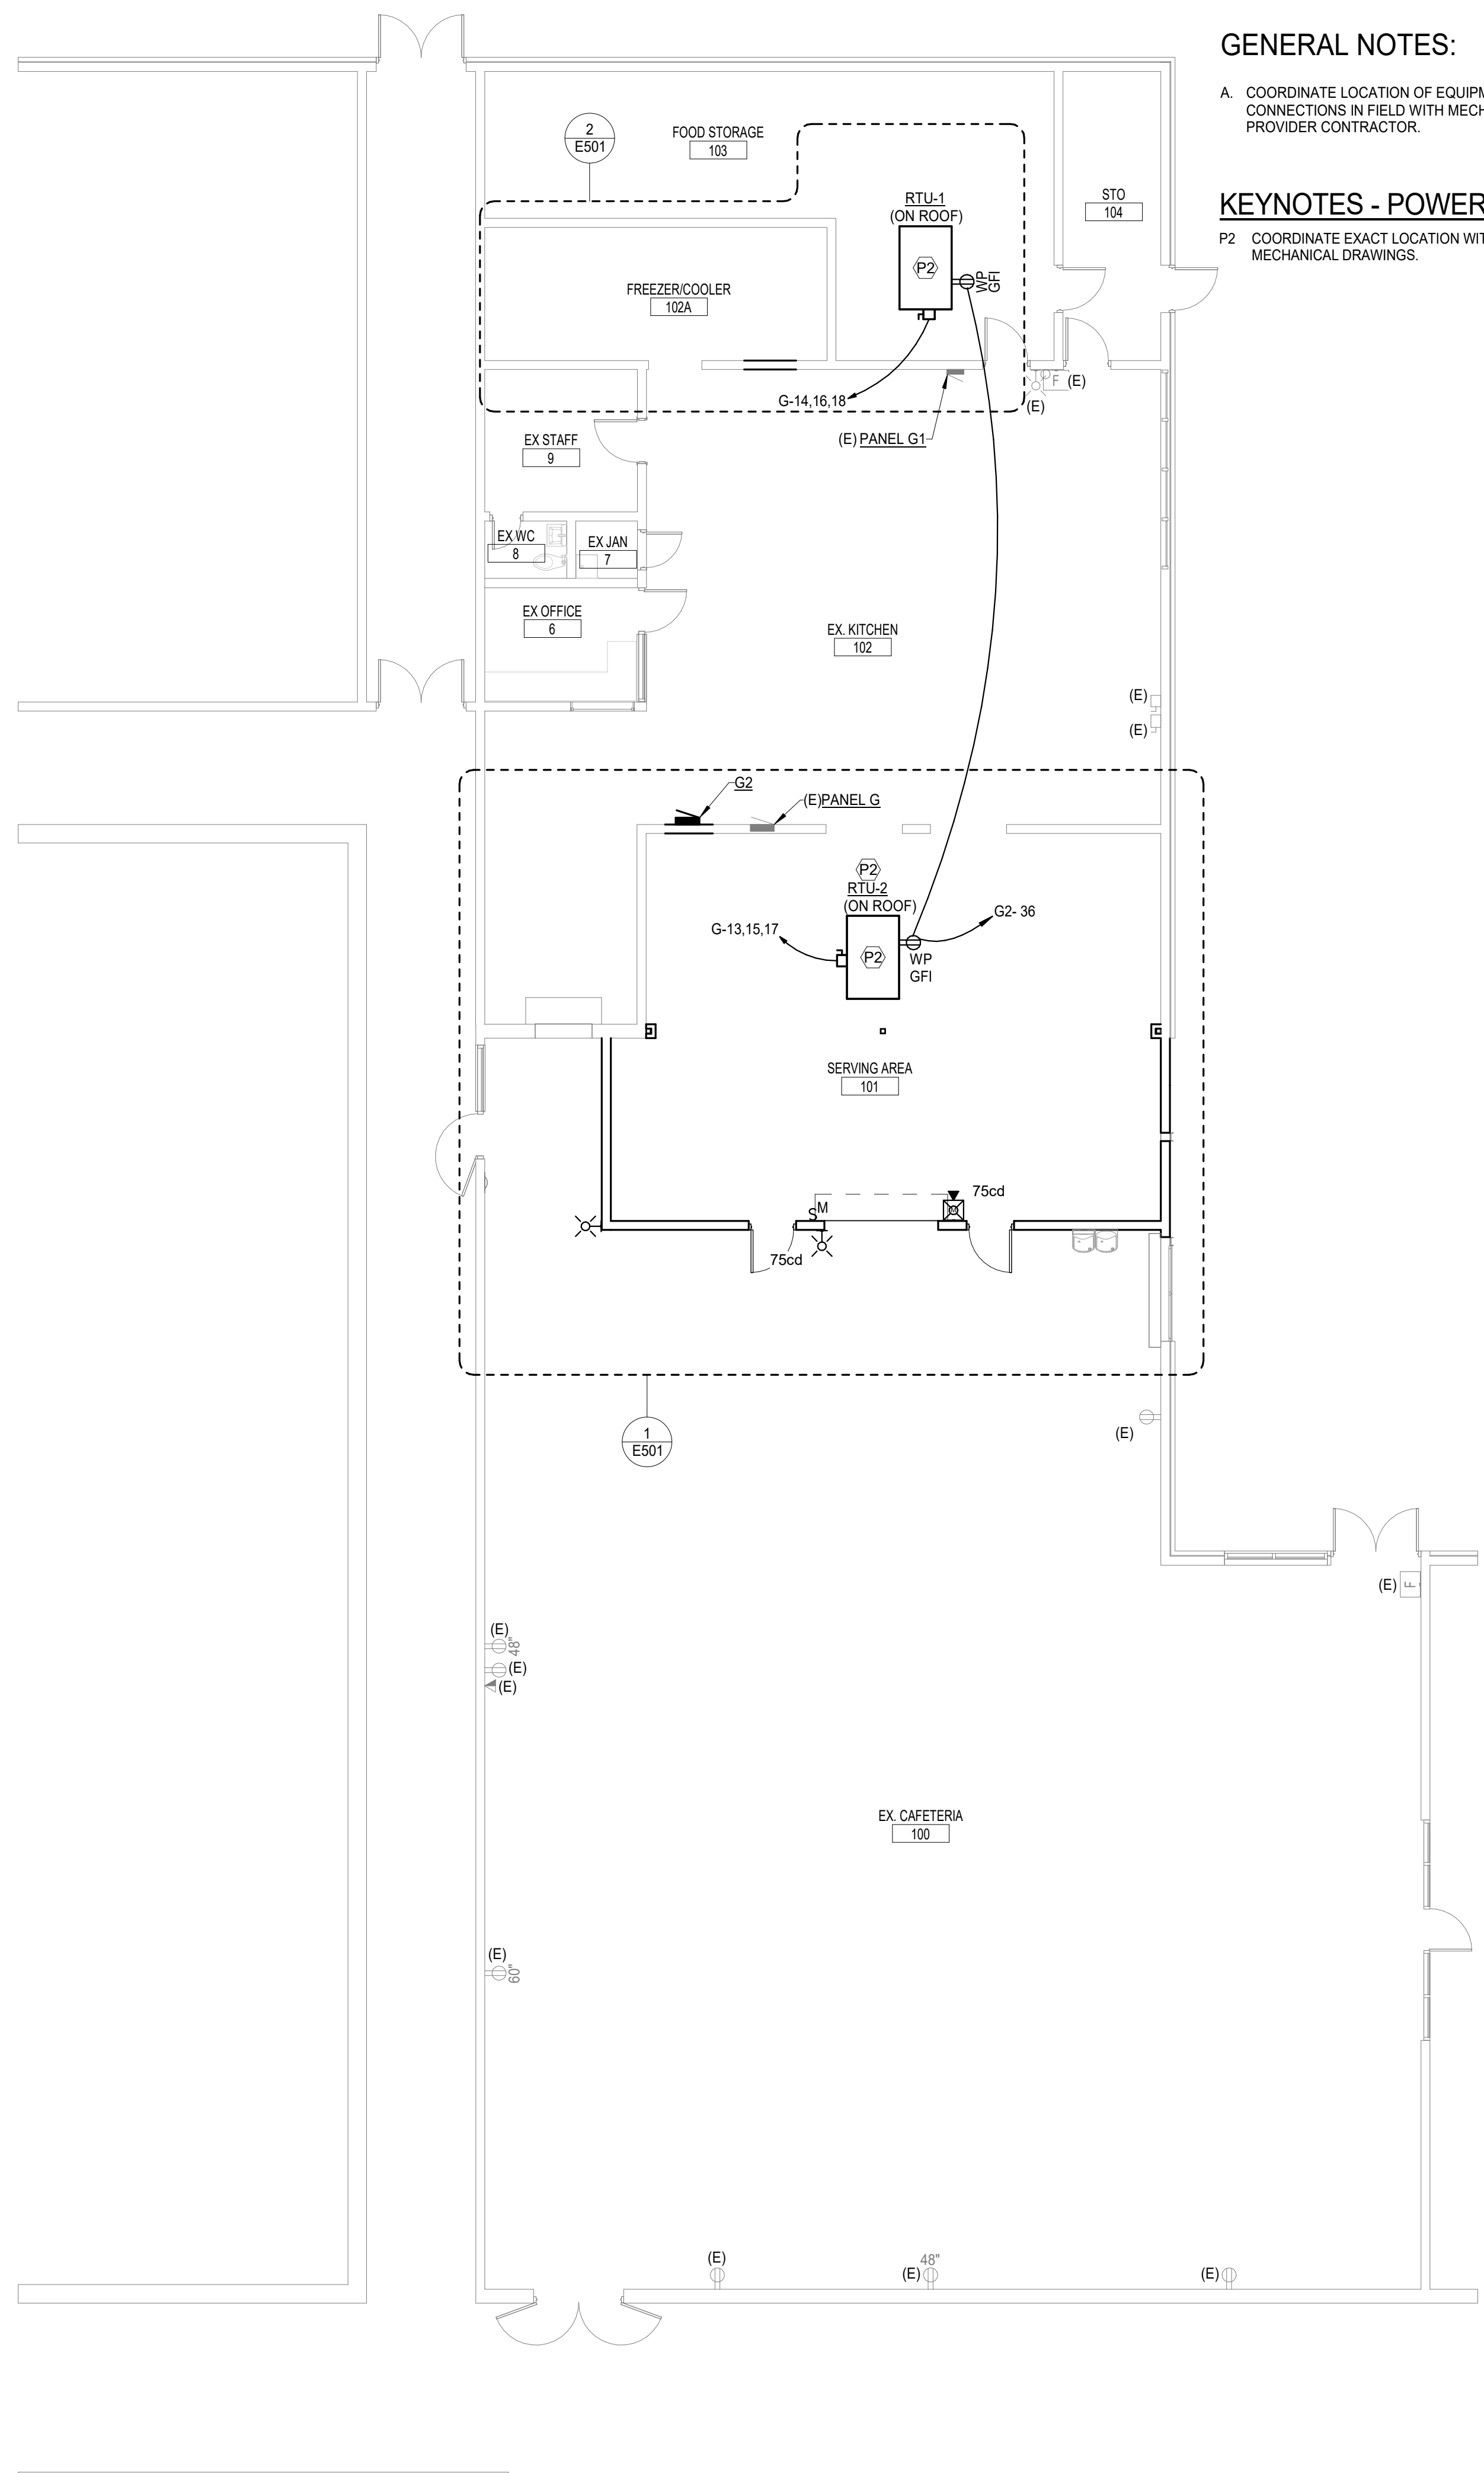 GENERAL NOTES:
A. COORDINATE LOCATION OF EQUIPM
CONNECTIONS IN FIELD WITH MECH
PROVIDER CONTRACTOR.
KEYNOTES - POWER
P2 COORDINATE EXACT LOCATION WIT
MECHANICAL DRAWINGS.
2
E501
FOOD STORAGE
103
RTU-1
(ON ROOF)
P2
WP
GFI
STO
104
FREEZER/COOLER
102A
G-14,16,18
F
(E)
(E)
(E) PANEL G1
EX STAFF
9
EX WC
8
EX JAN
7
EX OFFICE
6
EX. KITCHEN
102
(E)
(E)
G2
(E)PANEL G
P2
RTU-2
(ON ROOF)
G-13,15,17
G2- 36
P2
WP
GFI
SERVING AREA
101
75cd
S M
M
75cd
1
E501
(E)
(E) F
(E)
48"
(E)
(E)
EX. CAFETERIA
100
(E)
60"
(E)
48"
(E)
(E)